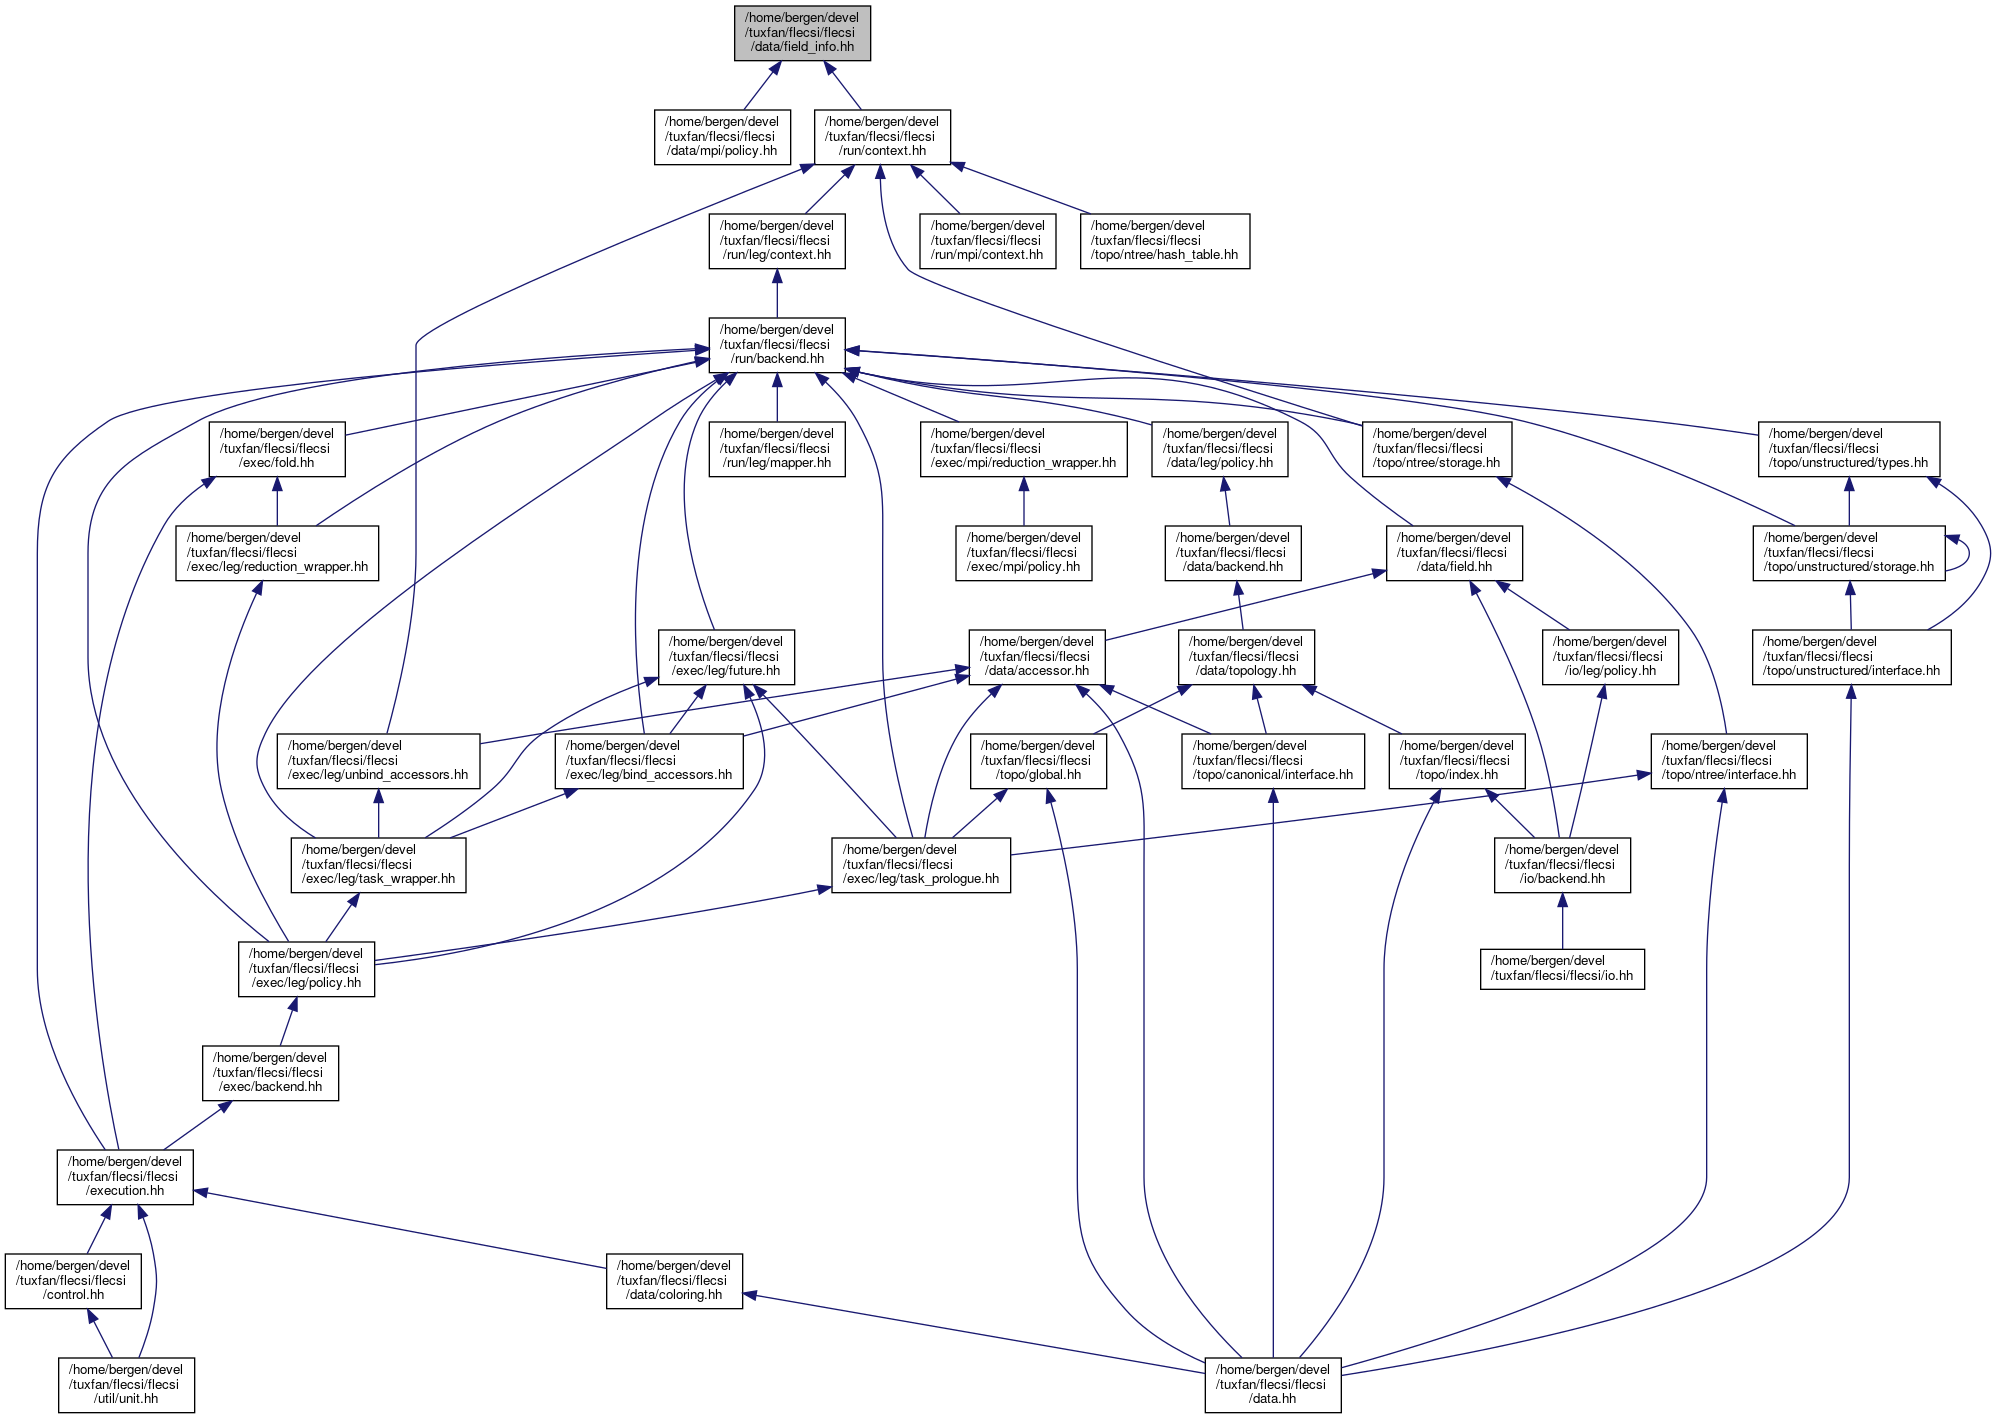 /home/bergen/devel
/tuxfan/flecsi/flecsi
/data/field_info.hh
/home/bergen/devel
/tuxfan/flecsi/flecsi
/data/mpi/policy.hh
/home/bergen/devel
/tuxfan/flecsi/flecsi
/run/context.hh
/home/bergen/devel
/tuxfan/flecsi/flecsi
/run/leg/context.hh
/home/bergen/devel
/tuxfan/flecsi/flecsi
/run/mpi/context.hh
/home/bergen/devel
/tuxfan/flecsi/flecsi
/topo/ntree/hash_table.hh
/home/bergen/devel
/tuxfan/flecsi/flecsi
/run/backend.hh
/home/bergen/devel
/tuxfan/flecsi/flecsi
/exec/fold.hh
/home/bergen/devel
/tuxfan/flecsi/flecsi
/run/leg/mapper.hh
/home/bergen/devel
/tuxfan/flecsi/flecsi
/exec/mpi/reduction_wrapper.hh
/home/bergen/devel
/tuxfan/flecsi/flecsi
/data/leg/policy.hh
/home/bergen/devel
/tuxfan/flecsi/flecsi
/topo/ntree/storage.hh
/home/bergen/devel
/tuxfan/flecsi/flecsi
/topo/unstructured/types.hh
/home/bergen/devel
/tuxfan/flecsi/flecsi
/exec/leg/reduction_wrapper.hh
/home/bergen/devel
/tuxfan/flecsi/flecsi
/exec/mpi/policy.hh
/home/bergen/devel
/tuxfan/flecsi/flecsi
/data/backend.hh
/home/bergen/devel
/tuxfan/flecsi/flecsi
/data/field.hh
/home/bergen/devel
/tuxfan/flecsi/flecsi
/topo/unstructured/storage.hh
/home/bergen/devel
/tuxfan/flecsi/flecsi
/exec/leg/future.hh
/home/bergen/devel
/tuxfan/flecsi/flecsi
/data/accessor.hh
/home/bergen/devel
/tuxfan/flecsi/flecsi
/data/topology.hh
/home/bergen/devel
/tuxfan/flecsi/flecsi
/io/leg/policy.hh
/home/bergen/devel
/tuxfan/flecsi/flecsi
/topo/unstructured/interface.hh
/home/bergen/devel
/tuxfan/flecsi/flecsi
/exec/leg/unbind_accessors.hh
/home/bergen/devel
/tuxfan/flecsi/flecsi
/exec/leg/bind_accessors.hh
/home/bergen/devel
/tuxfan/flecsi/flecsi
/topo/global.hh
/home/bergen/devel
/tuxfan/flecsi/flecsi
/topo/canonical/interface.hh
/home/bergen/devel
/tuxfan/flecsi/flecsi
/topo/index.hh
/home/bergen/devel
/tuxfan/flecsi/flecsi
/topo/ntree/interface.hh
/home/bergen/devel
/tuxfan/flecsi/flecsi
/exec/leg/task_wrapper.hh
/home/bergen/devel
/tuxfan/flecsi/flecsi
/exec/leg/task_prologue.hh
/home/bergen/devel
/tuxfan/flecsi/flecsi
/io/backend.hh
/home/bergen/devel
/tuxfan/flecsi/flecsi
/exec/leg/policy.hh
/home/bergen/devel
/tuxfan/flecsi/flecsi/io.hh
/home/bergen/devel
/tuxfan/flecsi/flecsi
/exec/backend.hh
/home/bergen/devel
/tuxfan/flecsi/flecsi
/execution.hh
/home/bergen/devel
/tuxfan/flecsi/flecsi
/control.hh
/home/bergen/devel
/tuxfan/flecsi/flecsi
/data/coloring.hh
/home/bergen/devel
/tuxfan/flecsi/flecsi
/util/unit.hh
/home/bergen/devel
/tuxfan/flecsi/flecsi
/data.hh